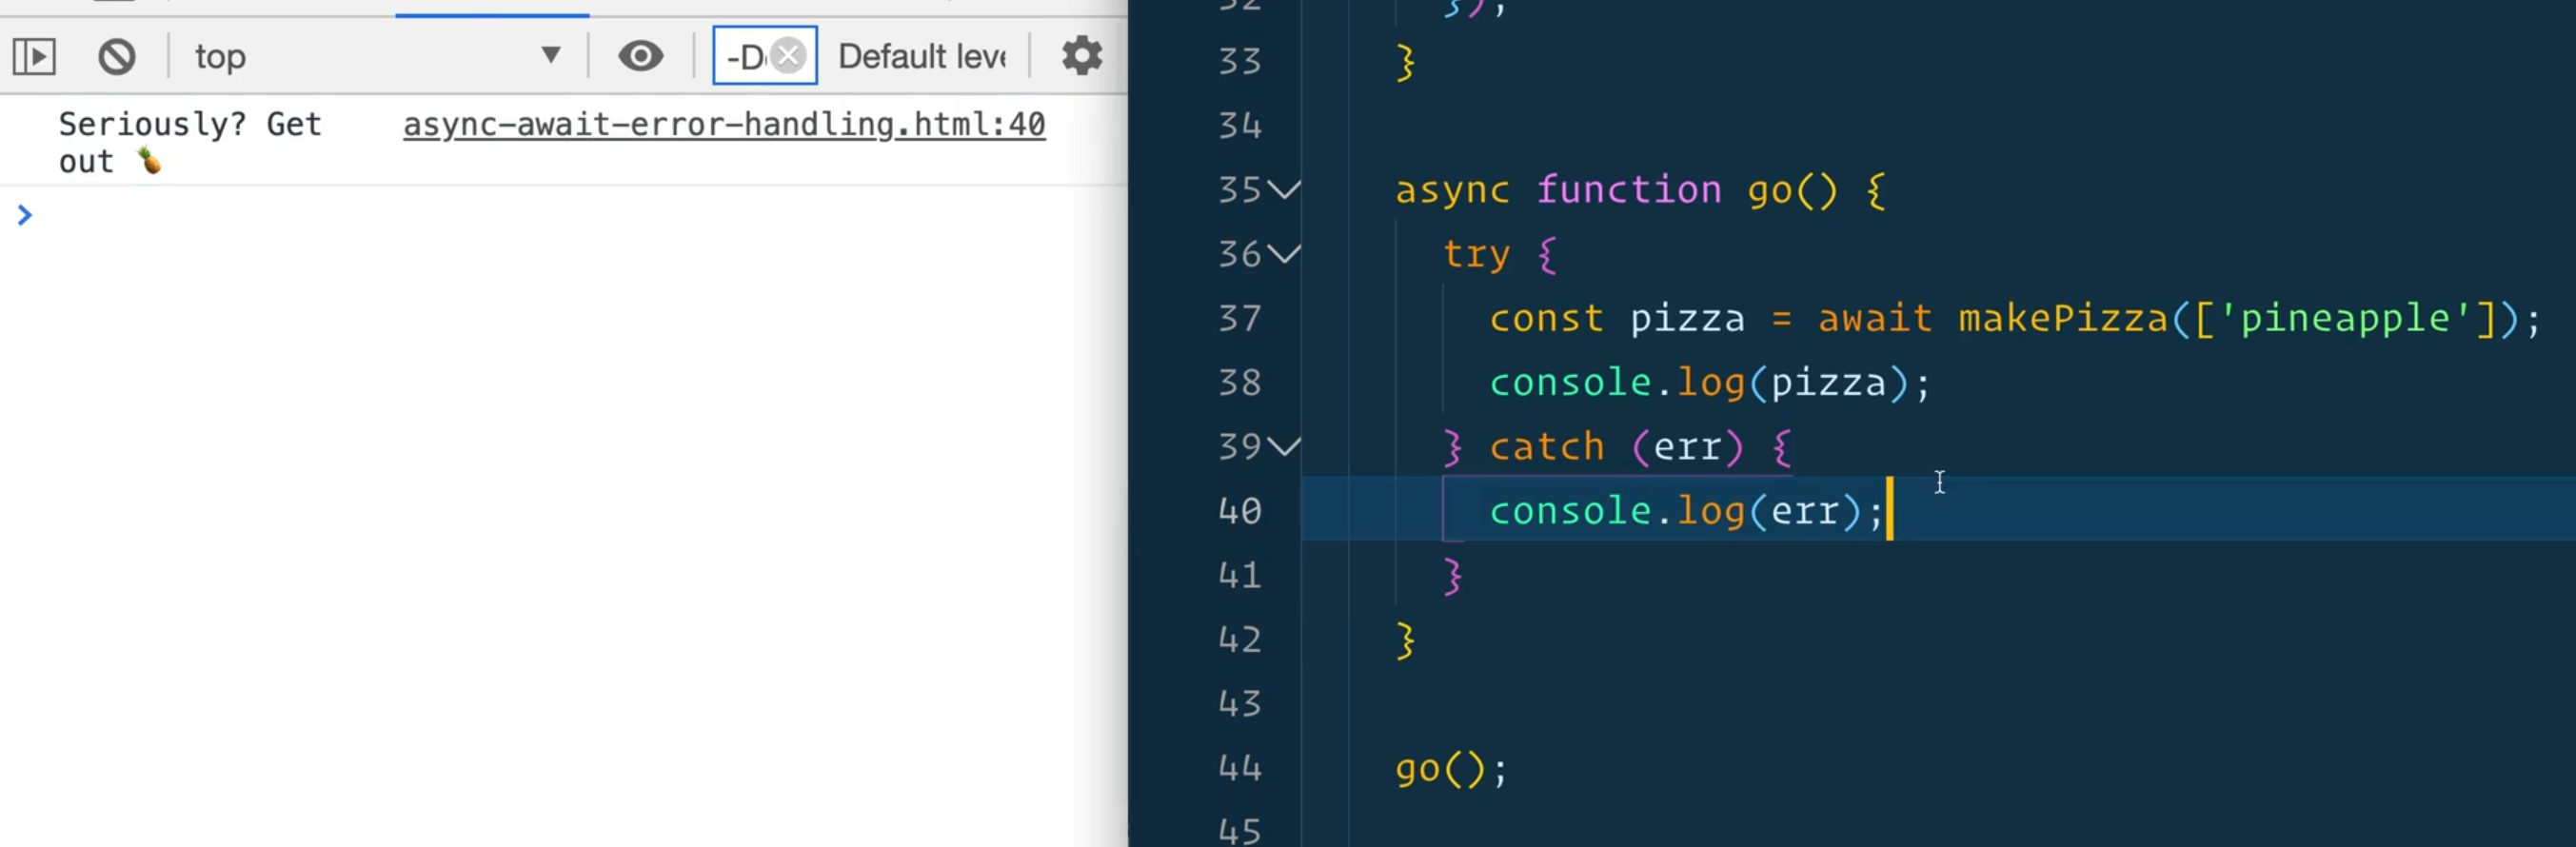 top
-D
Default leve
Seriously? Get
out 🍍
async-await-error-handling.html:40
>
32 });
33 }
34
35 async function go() {
36 try {
37 const pizza = await makePizza(['pineapple']);
38 console.log(pizza);
39 } catch (err) {
40 console.log(err);
41 }
42 }
43
44 go();
45